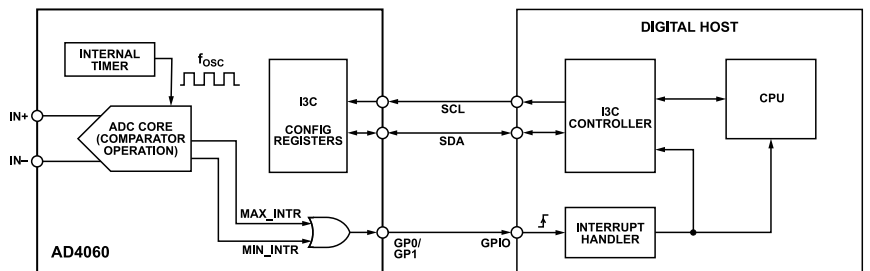 DIGITAL HOST
INTERNAL
TIMER
fOSC
I3C
CONFIG
REGISTERS
SCL
SDA
I3C
CONTROLLER
CPU
IN+
IN−
ADC CORE
(COMPARATOR
OPERATION)
MAX_INTR
MIN_INTR
GP0/
GP1
GPIO
INTERRUPT
HANDLER
AD4060